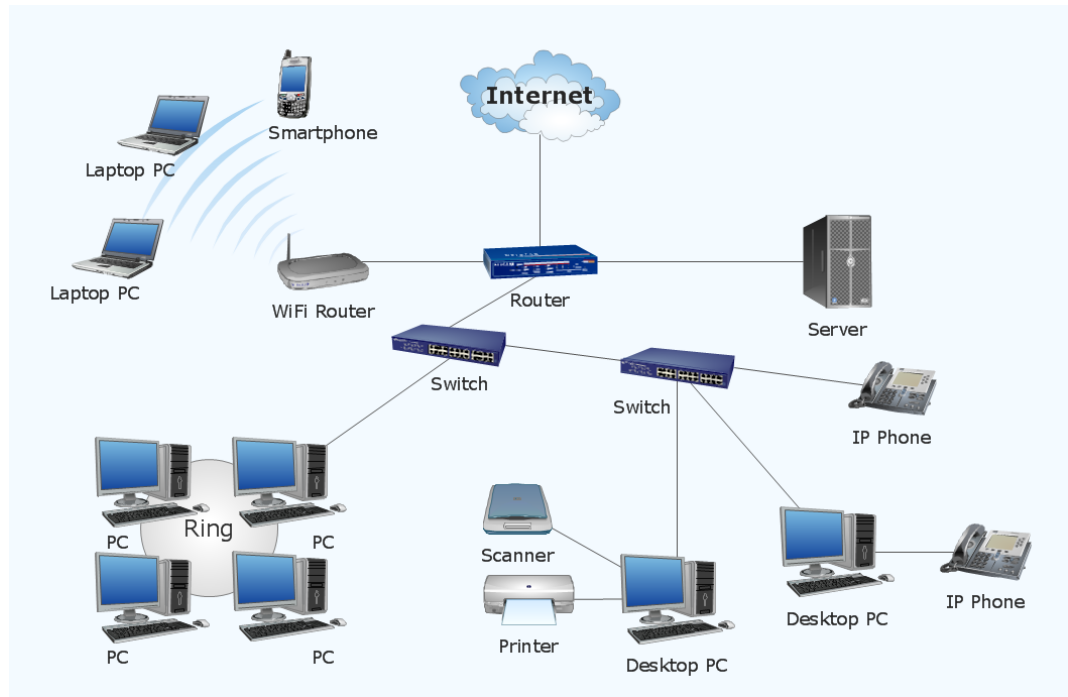 Internet
Smartphone
Laptop PC
Laptop PC
WiFi Router
Router
Server
Switch
Switch
IP Phone
Ring
PC
PC
PC
PC
Scanner
Printer
Desktop PC
Desktop PC
IP Phone